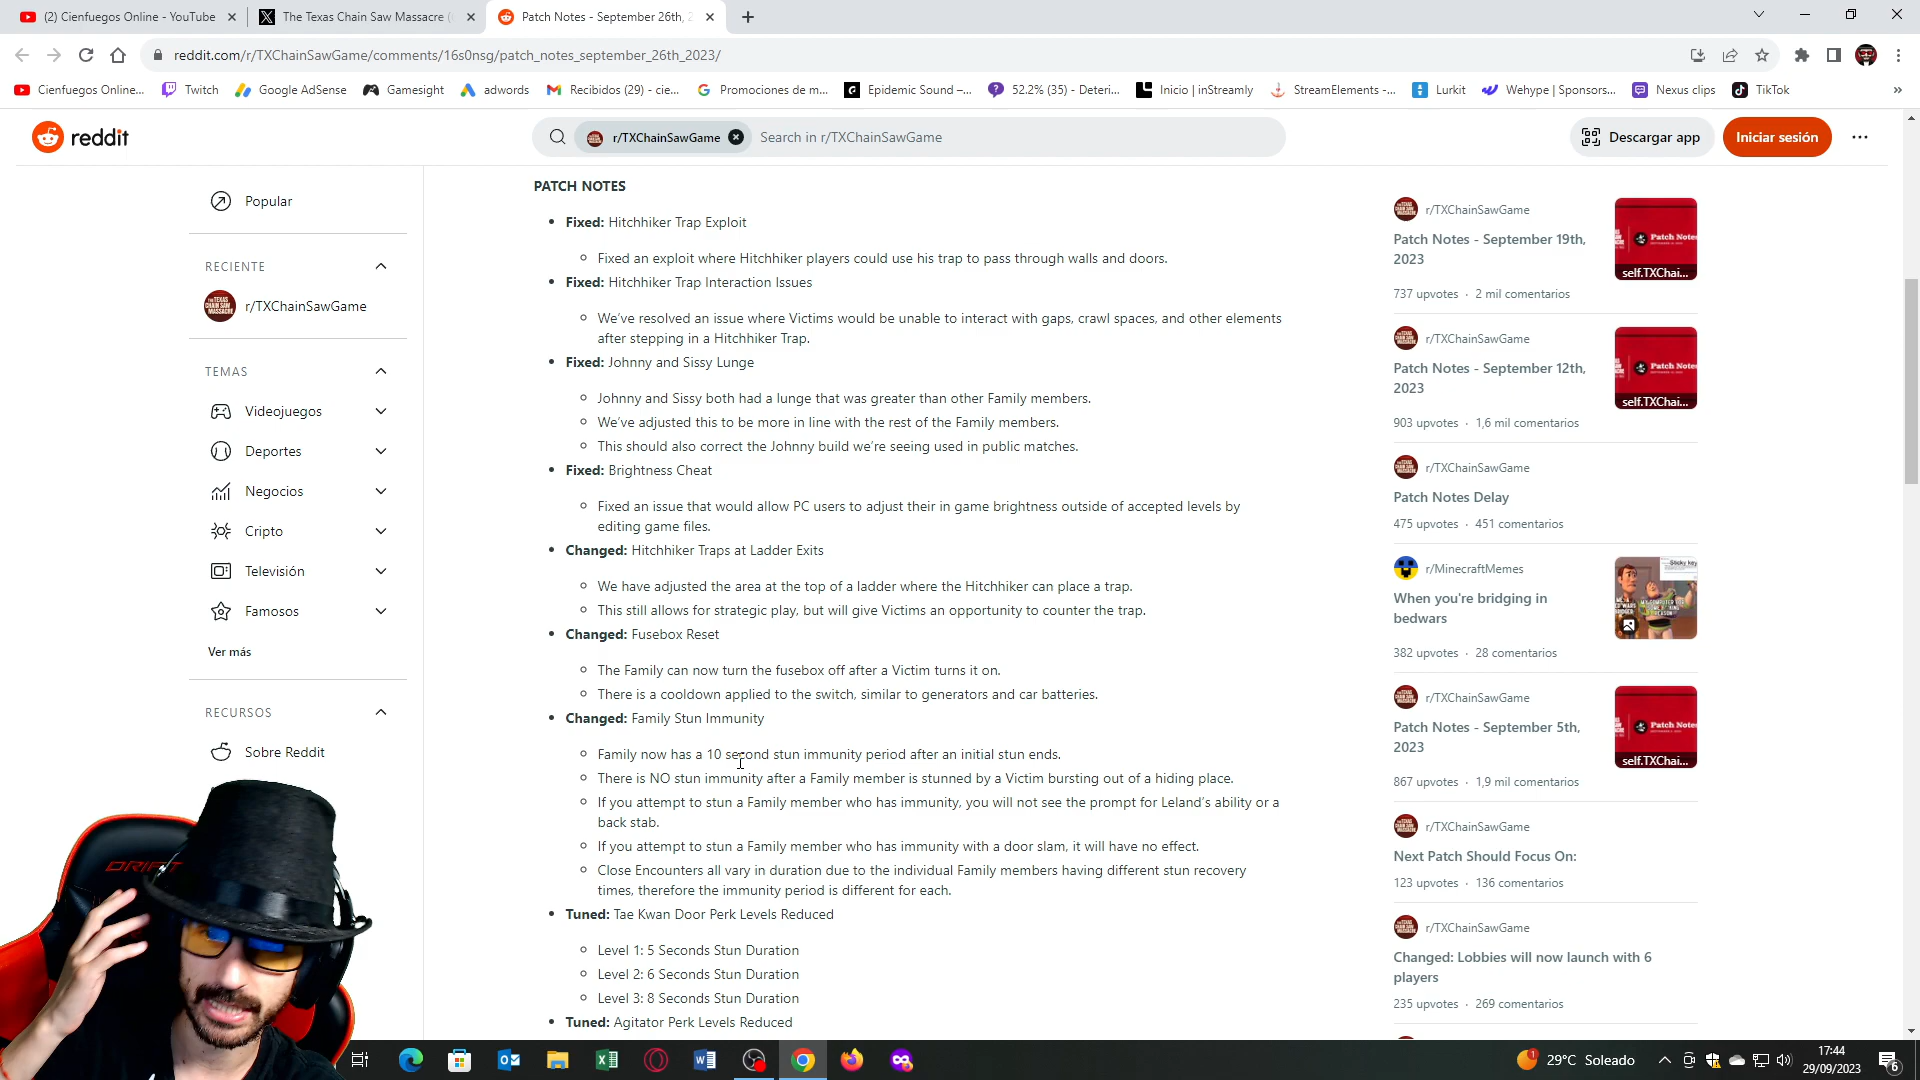 (2) Cienfuegos Online - YouTube
The Texas Chain Saw Massacre (
Patch Notes - September 26th, 2
reddit.com/r/TXChainSawGame/comments/16s0nsg/patch_notes_september_26th_2023/
Cienfuegos Online...
Twitch
Google AdSense
Gamesight
adwords
Recibidos (29) - cie...
Promociones de m...
Epidemic Sound –...
52.2% (35) - Deteri...
Inicio | inStreamly
StreamElements -...
Lurkit
Wehype | Sponsors...
Nexus clips
TikTok
»
reddit
r/TXChainSawGame
Search in r/TXChainSawGame
Descargar app
Iniciar sesión
Popular
RECIENTE
r/TXChainSawGame
TEMAS
Videojuegos
Deportes
Negocios
Cripto
Televisión
Famosos
Ver más
RECURSOS
Sobre Reddit
PATCH NOTES
• Fixed: Hitchhiker Trap Exploit
Fixed an exploit where Hitchhiker players could use his trap to pass through walls and doors.
• Fixed: Hitchhiker Trap Interaction Issues
We've resolved an issue where Victims would be unable to interact with gaps, crawl spaces, and other elements
after stepping in a Hitchhiker Trap.
• Fixed: Johnny and Sissy Lunge
Johnny and Sissy both had a lunge that was greater than other Family members.
We've adjusted this to be more in line with the rest of the Family members.
This should also correct the Johnny build we're seeing used in public matches.
• Fixed: Brightness Cheat
Fixed an issue that would allow PC users to adjust their in game brightness outside of accepted levels by
editing game files.
• Changed: Hitchhiker Traps at Ladder Exits
We have adjusted the area at the top of a ladder where the Hitchhiker can place a trap.
This still allows for strategic play, but will give Victims an opportunity to counter the trap.
• Changed: Fusebox Reset
The Family can now turn the fusebox off after a Victim turns it on.
There is a cooldown applied to the switch, similar to generators and car batteries.
• Changed: Family Stun Immunity
Family now has a 10 second stun immunity period after an initial stun ends.
There is NO stun immunity after a Family member is stunned by a Victim bursting out of a hiding place.
If you attempt to stun a Family member who has immunity, you will not see the prompt for Leland's ability or a
back stab.
If you attempt to stun a Family member who has immunity with a door slam, it will have no effect.
Close Encounters all vary in duration due to the individual Family members having different stun recovery
times, therefore the immunity period is different for each.
• Tuned: Tae Kwan Door Perk Levels Reduced
Level 1: 5 Seconds Stun Duration
Level 2: 6 Seconds Stun Duration
Level 3: 8 Seconds Stun Duration
• Tuned: Agitator Perk Levels Reduced
r/TXChainSawGame
Patch Notes - September 19th,
2023
Patch Note
self.TXChai...
737 upvotes · 2 mil comentarios
r/TXChainSawGame
Patch Notes - September 12th,
2023
Patch Note
self.TXChai...
903 upvotes · 1,6 mil comentarios
r/TXChainSawGame
Patch Notes Delay
475 upvotes · 451 comentarios
r/MinecraftMemes
When you're bridging in
bedwars
Sticky key
382 upvotes · 28 comentarios
r/TXChainSawGame
Patch Notes - September 5th,
2023
Patch Note
self.TXChai...
867 upvotes · 1,9 mil comentarios
r/TXChainSawGame
Next Patch Should Focus On:
123 upvotes · 136 comentarios
r/TXChainSawGame
Changed: Lobbies will now launch with 6
players
235 upvotes · 269 comentarios
DRIFT
29°C Soleado
17:44
29/09/2023
6